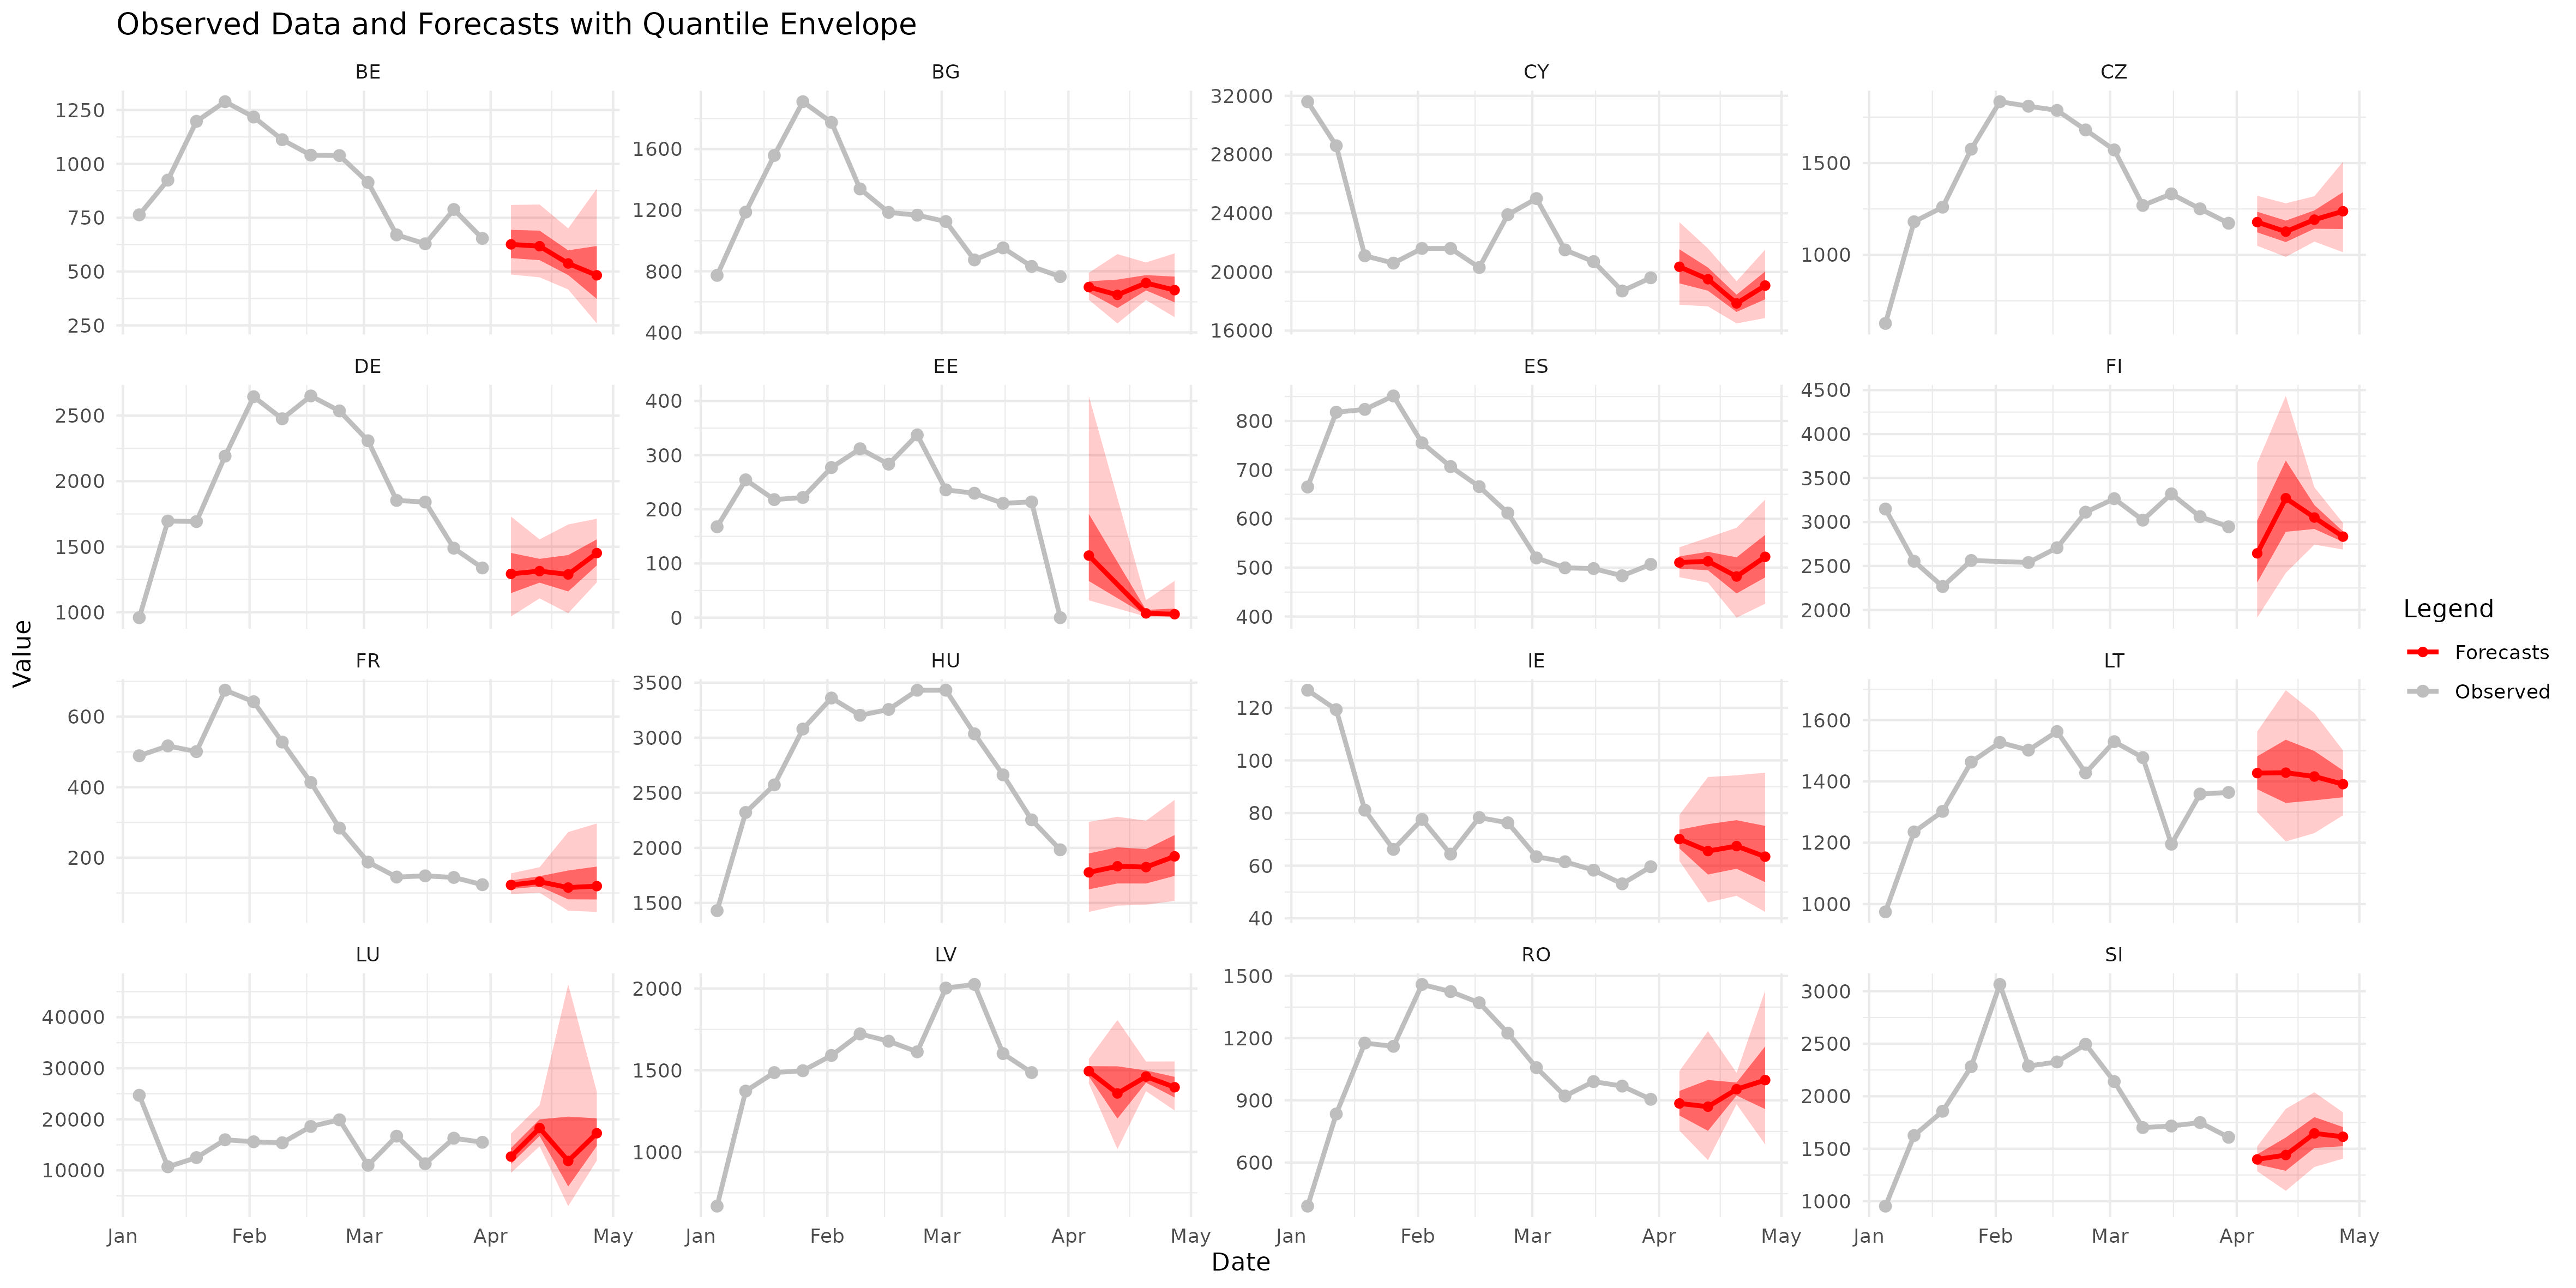 Observed Data and Forecasts with Quantile Envelope
BE
BG
CY
CZ
1250
1000
750
500
250
1600
1200
800
400
32000
28000
24000
20000
16000
1500
1000
DE
EE
ES
FI
2500
2000
1500
1000
400
300
200
100
0
800
700
600
500
400
4500
4000
3500
3000
2500
2000
FR
HU
IE
LT
600
400
200
3500
3000
2500
2000
1500
120
100
80
60
40
1600
1400
1200
1000
LU
LV
RO
SI
40000
30000
20000
10000
2000
1500
1000
1500
1200
900
600
3000
2500
2000
1500
1000
Jan Feb Mar Apr May
Jan Feb Mar Apr May
Jan Feb Mar Apr May
Jan Feb Mar Apr May
Date
Value
Legend
Forecasts
Observed